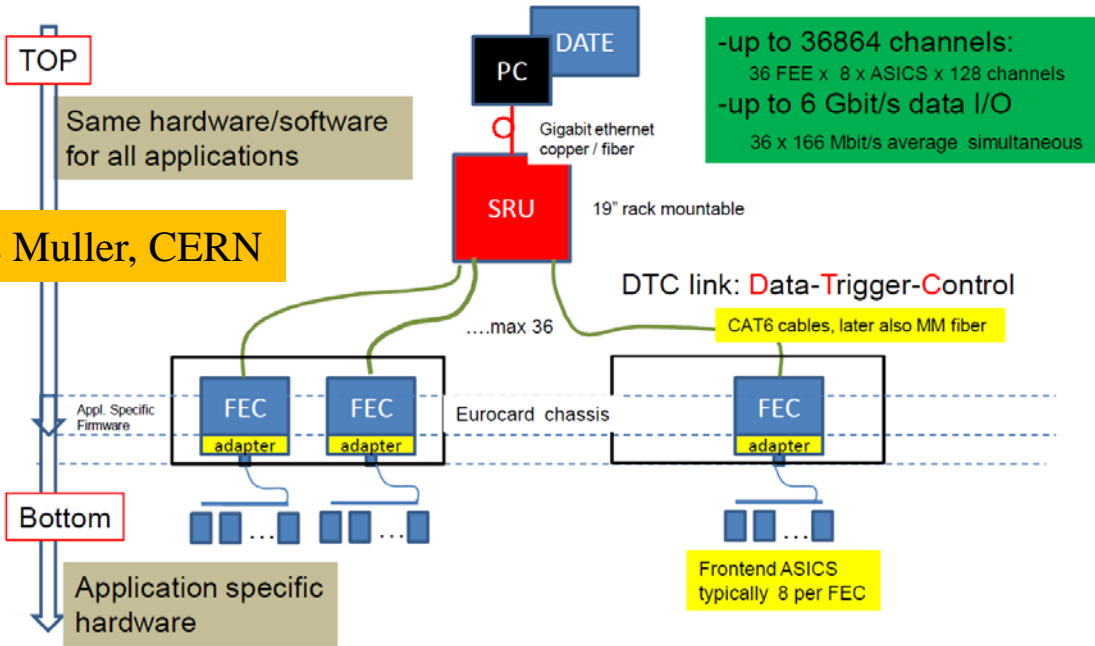 TOP
DATE
PC
-up to 36864 channels:
36 FEE x 8 x ASICS x 128 channels
-up to 6 Gbit/s data I/O
36 x 166 Mbit/s average simultaneous
Same hardware/software
for all applications
Gigabit ethernet
copper / fiber
SRU
19" rack mountable
Muller, CERN
DTC link: Data-Trigger-Control
....max 36
CAT6 cables, later also MM fiber
Appl. Specific
Firmware
FEC
adapter
FEC
adapter
Eurocard chassis
FEC
adapter
Bottom
...
...
...
Frontend ASICS
typically 8 per FEC
Application specific
hardware